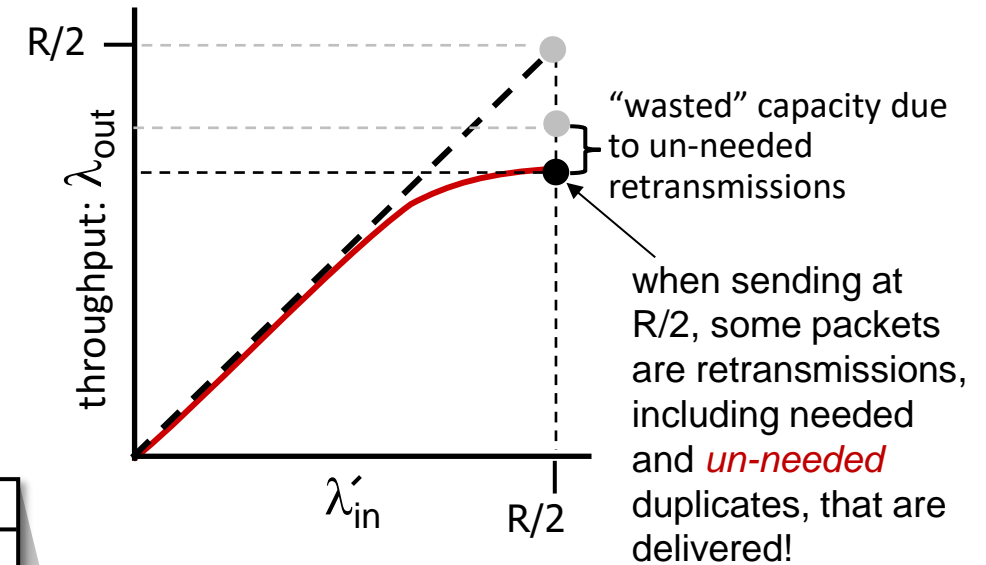 R/2
throughput: λout
“wasted” capacity due
to un-needed
retransmissions
when sending at
R/2, some packets
are retransmissions,
including needed
and un-needed
duplicates, that are
delivered!
λ′in
R/2